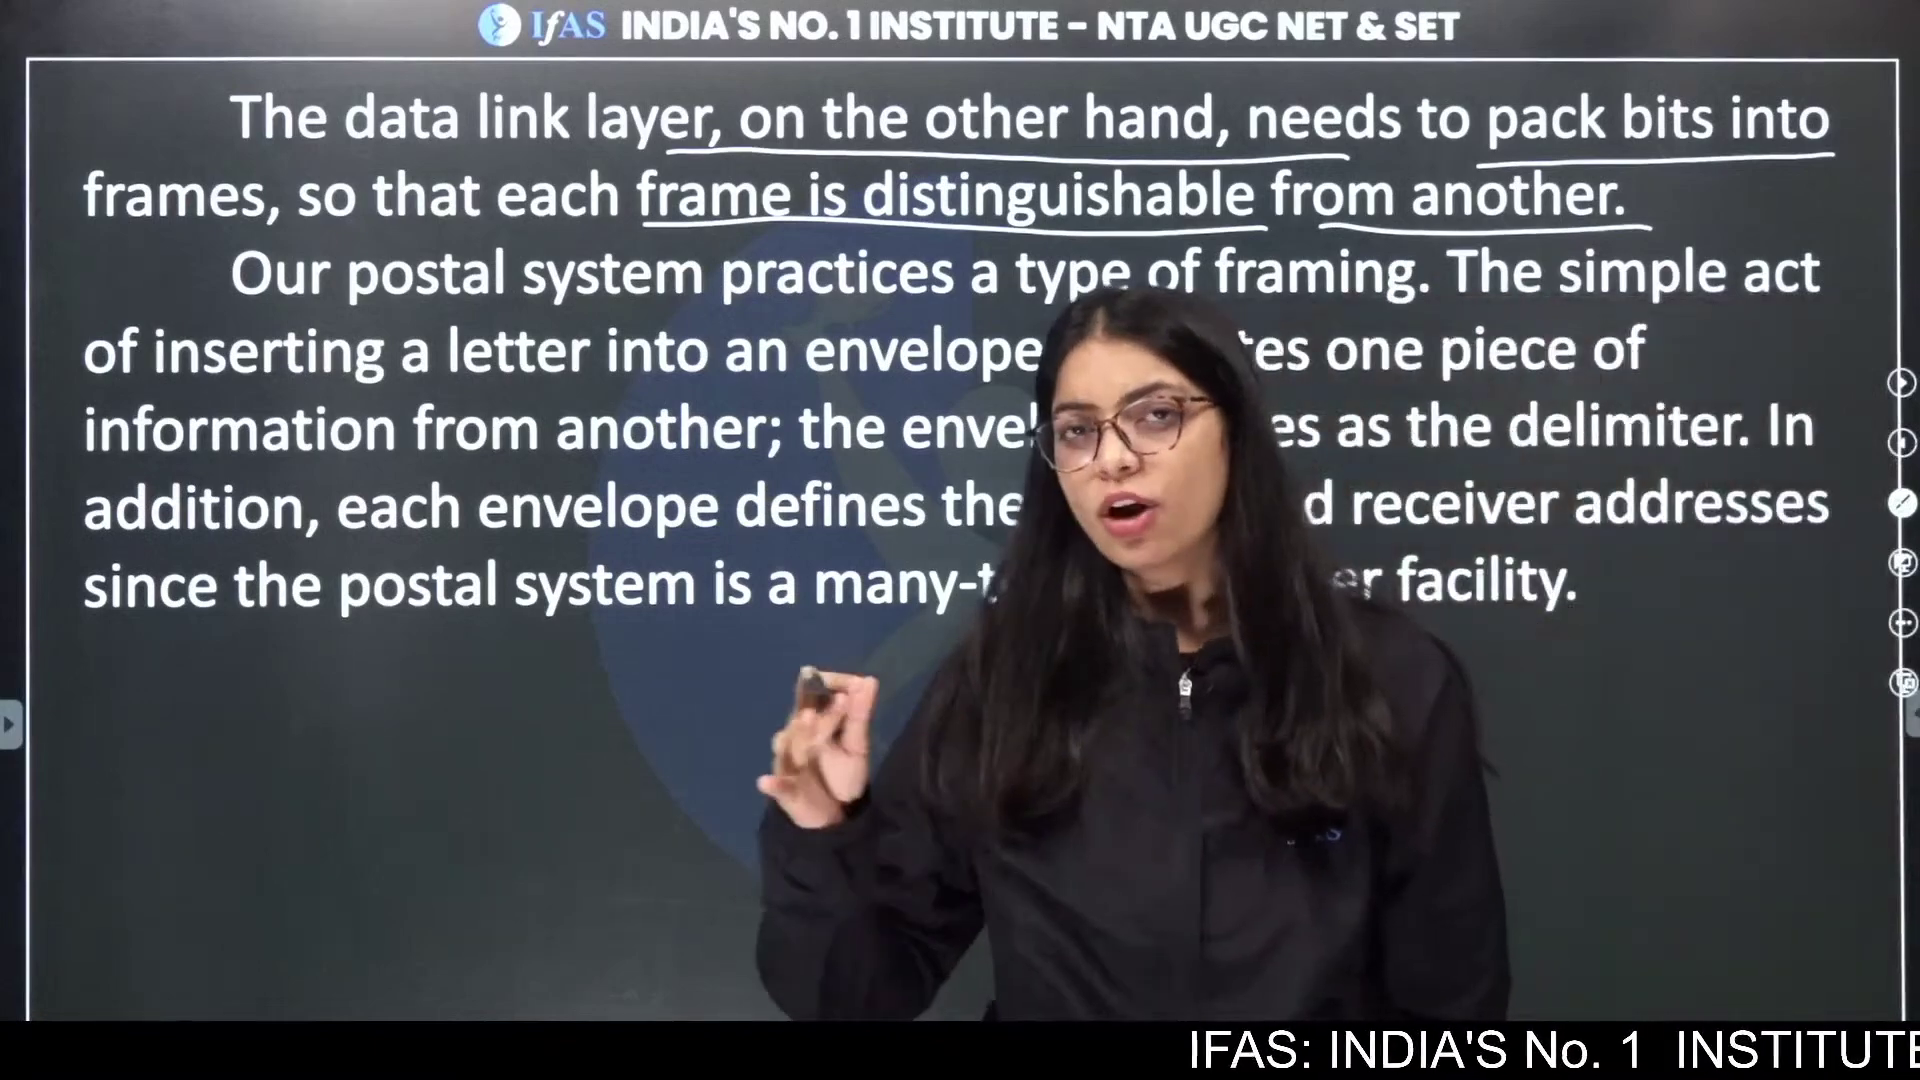 IfAS INDIA'S NO. 1 INSTITUTE - NTA UGC NET & SET
The data link layer, on the other hand, needs to pack bits into
frames, so that each frame is distinguishable from another.
Our postal system practices a type of framing. The simple act
of inserting a letter into an envelope one piece of
information from another; the as the delimiter. In
addition, each envelope defines the receiver addresses
since the postal system is a facility.
IFAS: INDIA'S No. 1 INSTITUTE